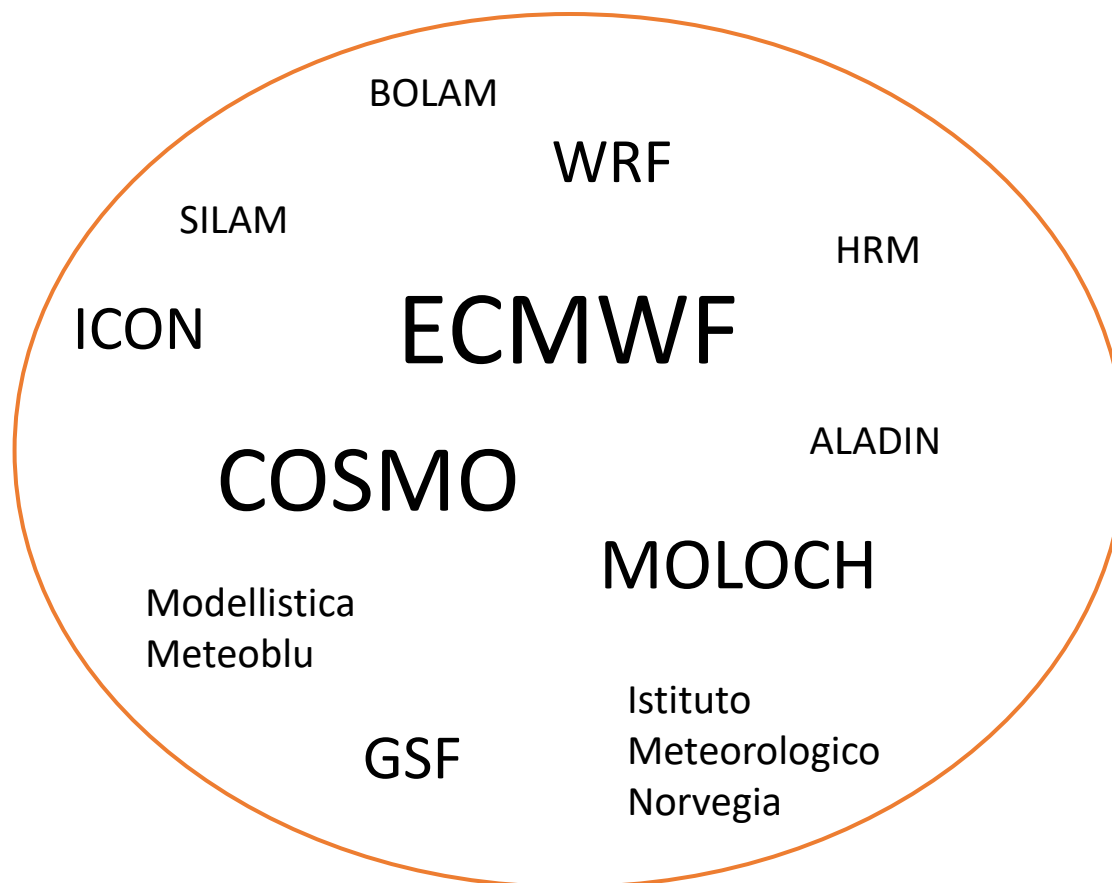 BOLAM
WRF
SILAM
HRM
ICON
ECMWF
ALADIN
COSMO
MOLOCH
Modellistica
Meteoblu
Istituto
Meteorologico
Norvegia
GSF